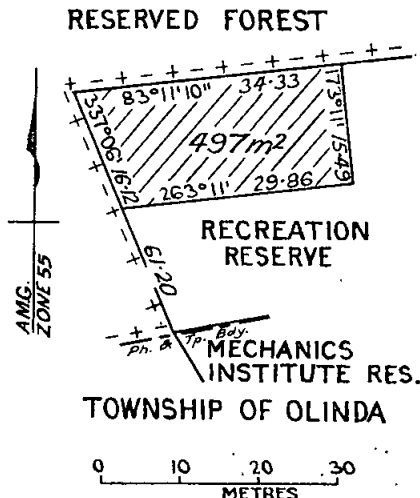 RESERVED FOREST
83°11'10" 34·33
337°06' 16·12
173°11' 15·49
497m²
263°11' 29·86
RECREATION
RESERVE
61·20
A.M.G.
ZONE 55
Ph. & Tp. Bdy.
MECHANICS
INSTITUTE RES.
TOWNSHIP OF OLINDA
0 10 20 30
METRES